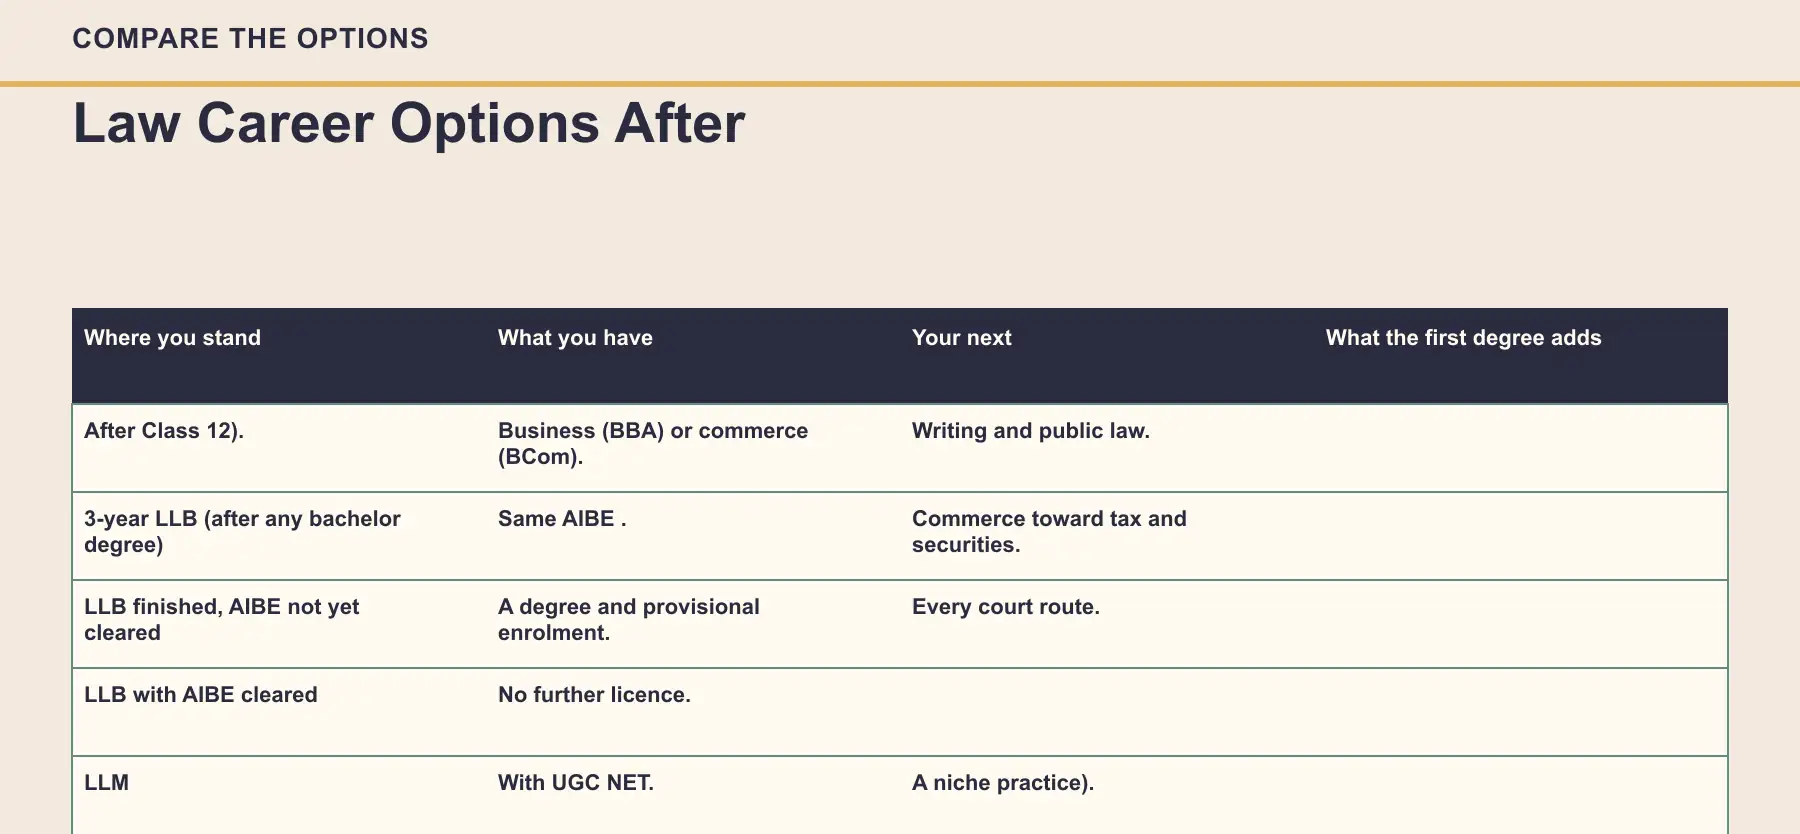 COMPARE THE OPTIONS
Law Career Options After
Where you stand
What you have
Your next
What the first degree adds
After Class 12).
Business (BBA) or commerce
(BCom).
Writing and public law.
3-year LLB (after any bachelor
degree)
Same AIBE .
Commerce toward tax and
securities.
LLB finished, AIBE not yet
cleared
A degree and provisional
enrolment.
Every court route.
LLB with AIBE cleared
No further licence.
LLM
With UGC NET.
A niche practice).